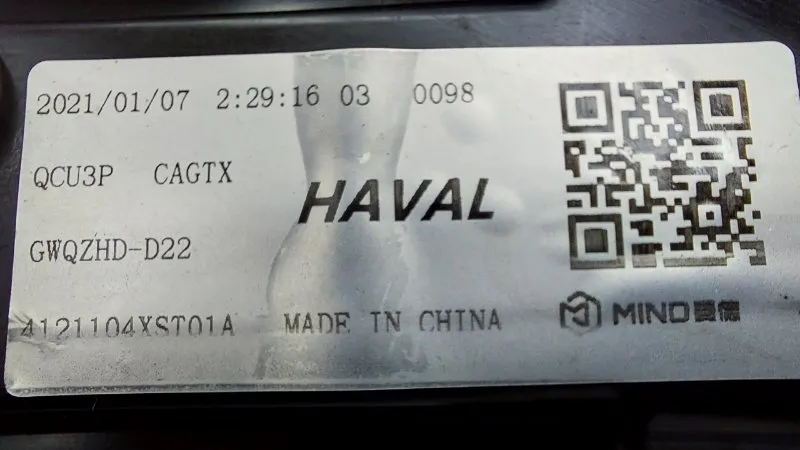 2021/01/07 2:29:16 03 0098
QCU3P CAGTX
HAVAL
GWQZHD-D22
4121104XST01A MADE IN CHINA
MIND